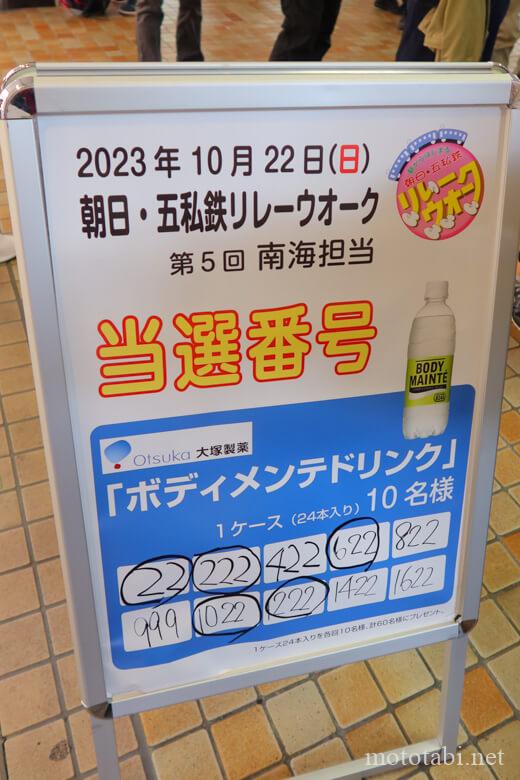 2023年10月22日(日)
朝日・五私鉄リレーウオーク
第5回 南海担当
朝日・五私鉄
リレー
ウオーク
当選番号
BODY
MAINTE
Otsuka 大塚製薬
「ボディメンテドリンク」
1ケース(24本入り) 10名様
22 222 422 622 822
999 1022 1222 1422 1622
1ケース24本入りを各回10名様、計60名様にプレゼント。
mototabi.net